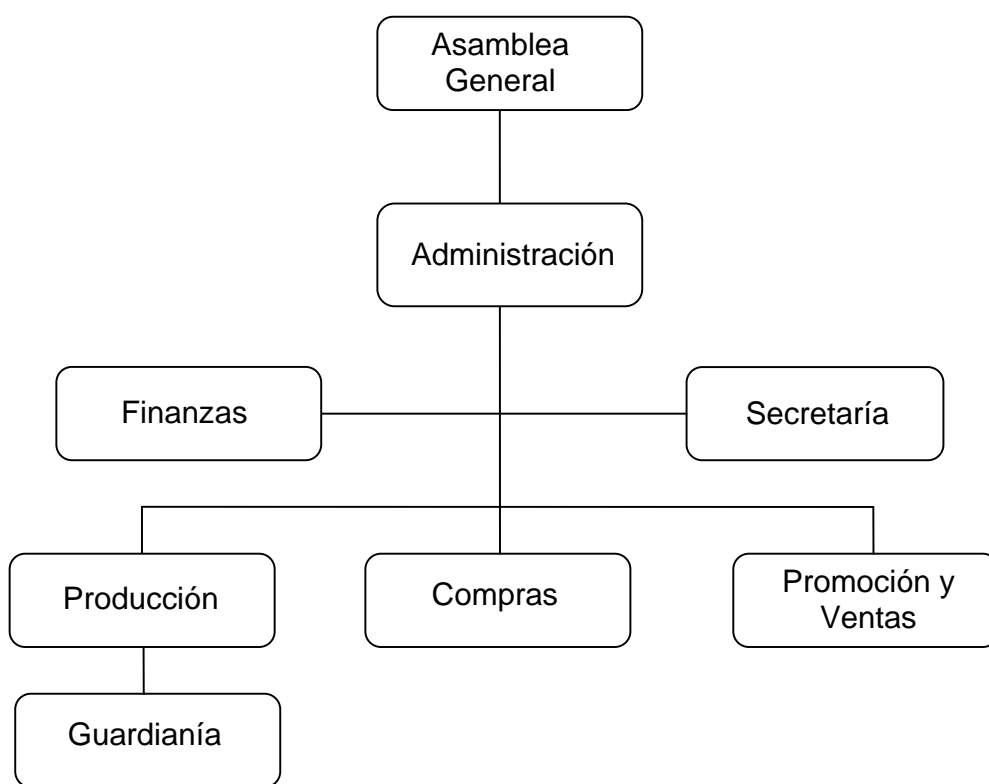 Asamblea
General
Administración
Finanzas
Secretaría
Producción
Compras
Promoción y
Ventas
Guardianía